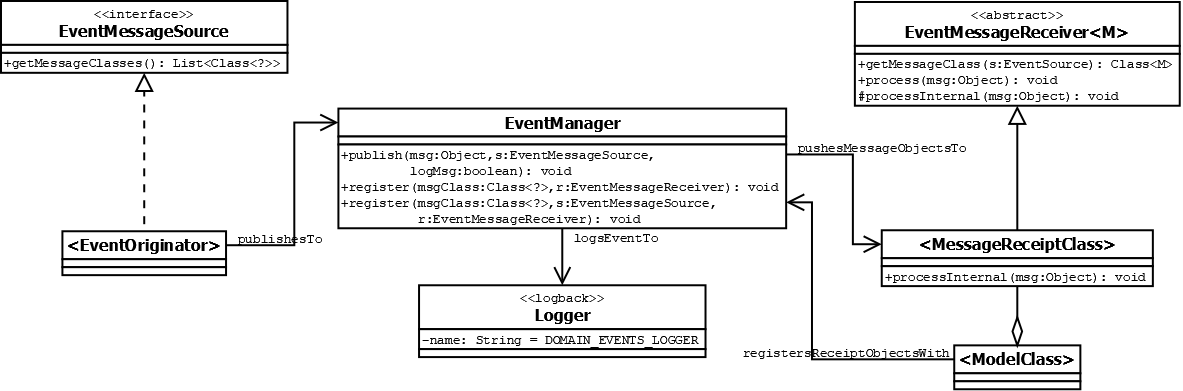 <<interface>>
EventMessageSource
+getMessageClasses(): List<Class<?>>
<<abstract>>
EventMessageReceiver<M>
+getMessageClass(s:EventSource): Class<M>
+process(msg:Object): void
#processInternal(msg:Object): void
EventManager
+publish(msg:Object,s:EventMessageSource,
logMsg:boolean): void
+register(msgClass:Class<?>,r:EventMessageReceiver): void
+register(msgClass:Class<?>,s:EventMessageSource,
r:EventMessageReceiver): void
pushesMessageObjectsTo
<EventOriginator>
publishesTo
logsEventTo
<MessageReceiptClass>
+processInternal(msg:Object): void
<<logback>>
Logger
-name: String = DOMAIN_EVENTS_LOGGER
registersReceiptObjectsWith
<ModelClass>